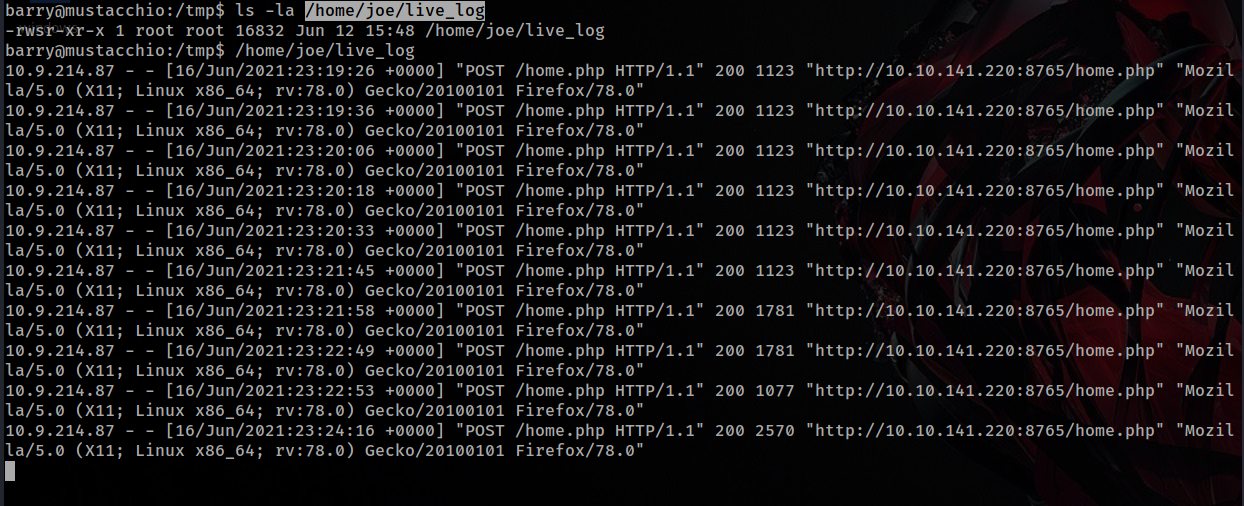 barry@mustacchio:/tmp$ ls -la /home/joe/live_log
-rwsr-xr-x 1 root root 16832 Jun 12 15:48 /home/joe/live_log
barry@mustacchio:/tmp$ /home/joe/live_log
10.9.214.87 - - [16/Jun/2021:23:19:26 +0000] "POST /home.php HTTP/1.1" 200 1123 "http://10.10.141.220:8765/home.php" "Mozil
la/5.0 (X11; Linux x86_64; rv:78.0) Gecko/20100101 Firefox/78.0"
10.9.214.87 - - [16/Jun/2021:23:19:36 +0000] "POST /home.php HTTP/1.1" 200 1123 "http://10.10.141.220:8765/home.php" "Mozil
la/5.0 (X11; Linux x86_64; rv:78.0) Gecko/20100101 Firefox/78.0"
10.9.214.87 - - [16/Jun/2021:23:20:06 +0000] "POST /home.php HTTP/1.1" 200 1123 "http://10.10.141.220:8765/home.php" "Mozil
la/5.0 (X11; Linux x86_64; rv:78.0) Gecko/20100101 Firefox/78.0"
10.9.214.87 - - [16/Jun/2021:23:20:18 +0000] "POST /home.php HTTP/1.1" 200 1123 "http://10.10.141.220:8765/home.php" "Mozil
la/5.0 (X11; Linux x86_64; rv:78.0) Gecko/20100101 Firefox/78.0"
10.9.214.87 - - [16/Jun/2021:23:20:33 +0000] "POST /home.php HTTP/1.1" 200 1123 "http://10.10.141.220:8765/home.php" "Mozil
la/5.0 (X11; Linux x86_64; rv:78.0) Gecko/20100101 Firefox/78.0"
10.9.214.87 - - [16/Jun/2021:23:21:45 +0000] "POST /home.php HTTP/1.1" 200 1123 "http://10.10.141.220:8765/home.php" "Mozil
la/5.0 (X11; Linux x86_64; rv:78.0) Gecko/20100101 Firefox/78.0"
10.9.214.87 - - [16/Jun/2021:23:21:58 +0000] "POST /home.php HTTP/1.1" 200 1781 "http://10.10.141.220:8765/home.php" "Mozil
la/5.0 (X11; Linux x86_64; rv:78.0) Gecko/20100101 Firefox/78.0"
10.9.214.87 - - [16/Jun/2021:23:22:49 +0000] "POST /home.php HTTP/1.1" 200 1781 "http://10.10.141.220:8765/home.php" "Mozil
la/5.0 (X11; Linux x86_64; rv:78.0) Gecko/20100101 Firefox/78.0"
10.9.214.87 - - [16/Jun/2021:23:22:53 +0000] "POST /home.php HTTP/1.1" 200 1077 "http://10.10.141.220:8765/home.php" "Mozil
la/5.0 (X11; Linux x86_64; rv:78.0) Gecko/20100101 Firefox/78.0"
10.9.214.87 - - [16/Jun/2021:23:24:16 +0000] "POST /home.php HTTP/1.1" 200 2570 "http://10.10.141.220:8765/home.php" "Mozil
la/5.0 (X11; Linux x86_64; rv:78.0) Gecko/20100101 Firefox/78.0"